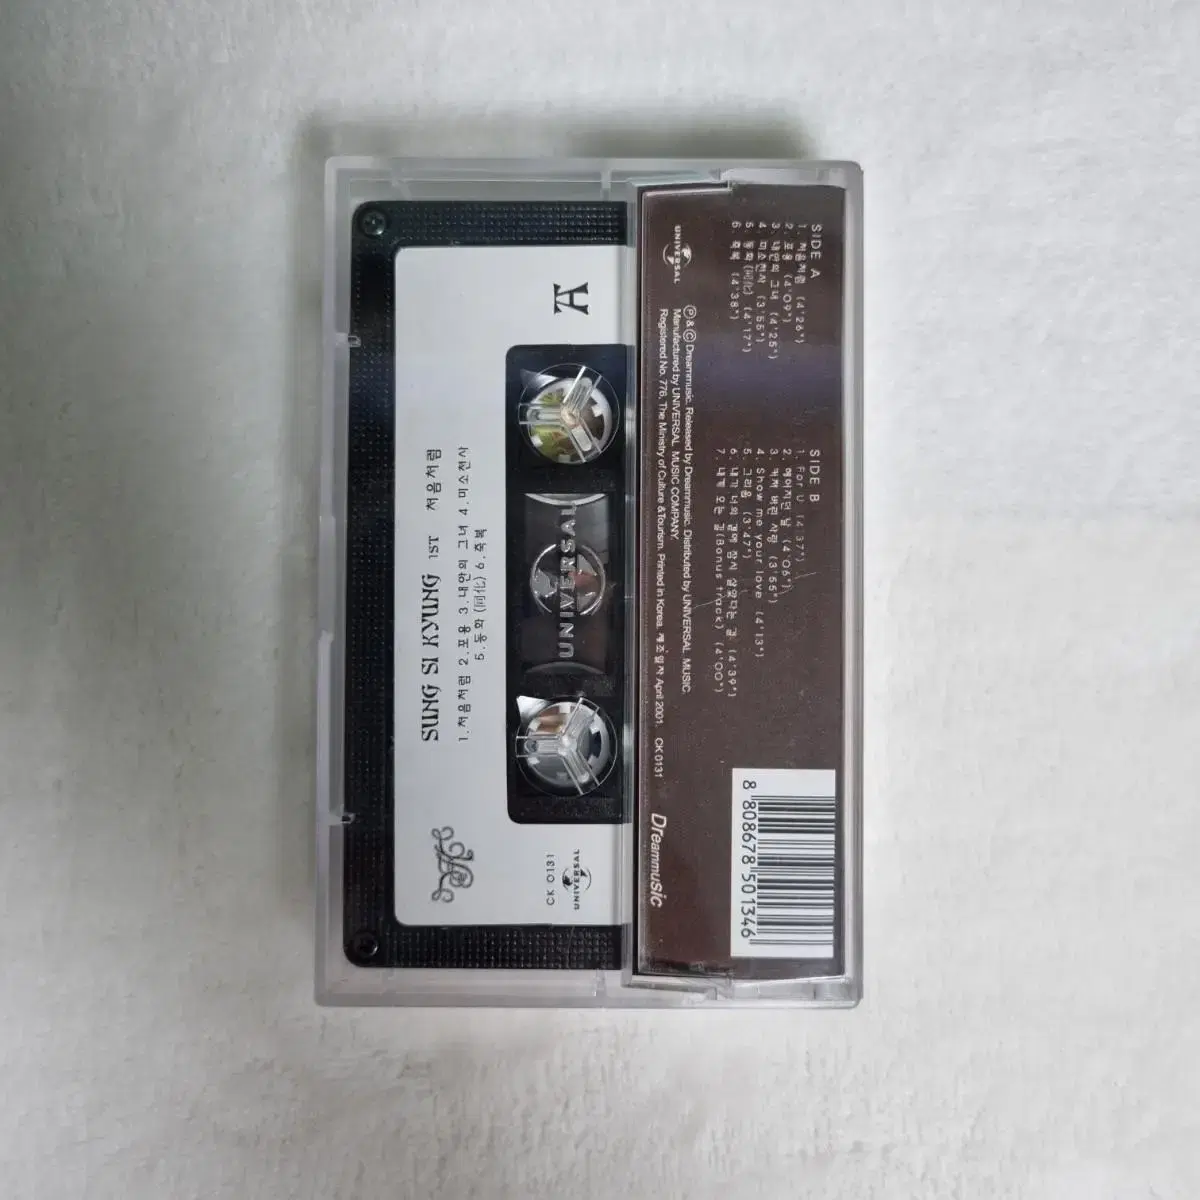 SIDE A
1. 처음처럼 (4'26")
2. 포옹 (4'09")
3. 내안의 그녀 (4'25")
4. 미소천사 (3'55")
5. 동화(同化) (4'17")
6. 축복 (4'38")
SIDE B
1. For U (4'37")
2. 헤어지던 날 (4'06")
3. 커져 버린 사랑 (3'55")
4. Show me your love (4'13")
5. 그리움 (3'47")
6. 내가 너의 곁에 잠시 살았다는 걸 (4'39")
7. 내게 오는 길(Bonus track) (4'00")
UNIVERSAL
Ⓟ & Ⓒ Dreammusic. Released by Dreammusic. Distributed by UNIVERSAL MUSIC.
Manufactured by UNIVERSAL MUSIC COMPANY.
Registered No. 776, The Ministry of Culture & Tourism. Printed in Korea. 제조일자 April 2001. CK 0131
Dreammusic
8 808678 501346
A
UNIVERSAL
SUNG SI KYUNG 1ST 처음처럼
1.처음처럼 2.포옹 3.내안의 그녀 4.미소천사
5.동화(同化) 6.축복
CK 0131
UNIVERSAL